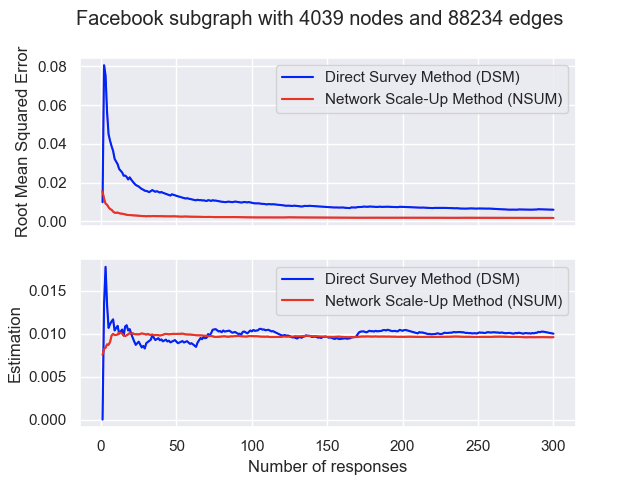 Facebook subgraph with 4039 nodes and 88234 edges
Root Mean Squared Error
0.08
0.06
0.04
0.02
0.00
Direct Survey Method (DSM)
Network Scale-Up Method (NSUM)
Estimation
0.015
0.010
0.005
0.000
Direct Survey Method (DSM)
Network Scale-Up Method (NSUM)
0 50 100 150 200 250 300
Number of responses